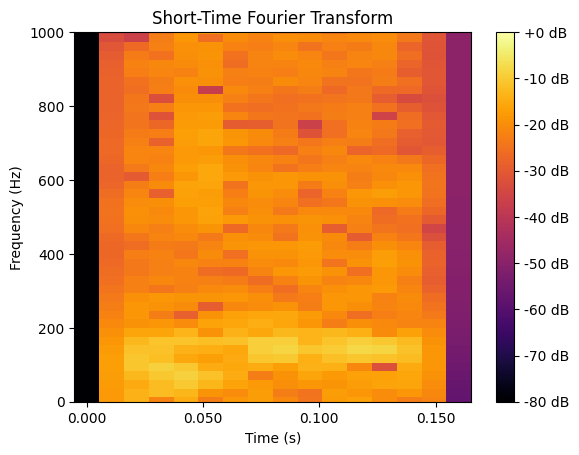 Short-Time Fourier Transform
1000
800
600
400
200
0
Frequency (Hz)
0.000
0.050
0.100
0.150
Time (s)
+0 dB
-10 dB
-20 dB
-30 dB
-40 dB
-50 dB
-60 dB
-70 dB
-80 dB